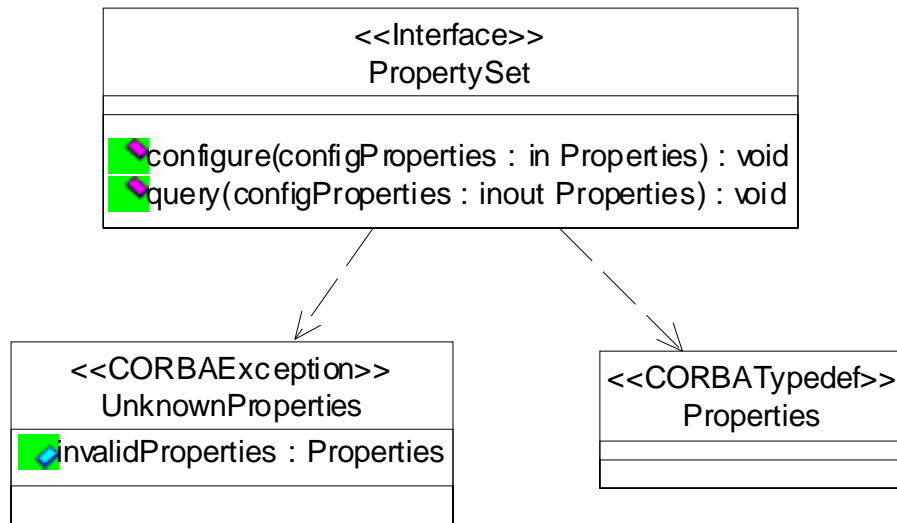 <<Interface>>
PropertySet
configure(configProperties : in Properties) : void
query(configProperties : inout Properties) : void
<<CORBAException>>
UnknownProperties
invalidProperties : Properties
<<CORBATypedef>>
Properties